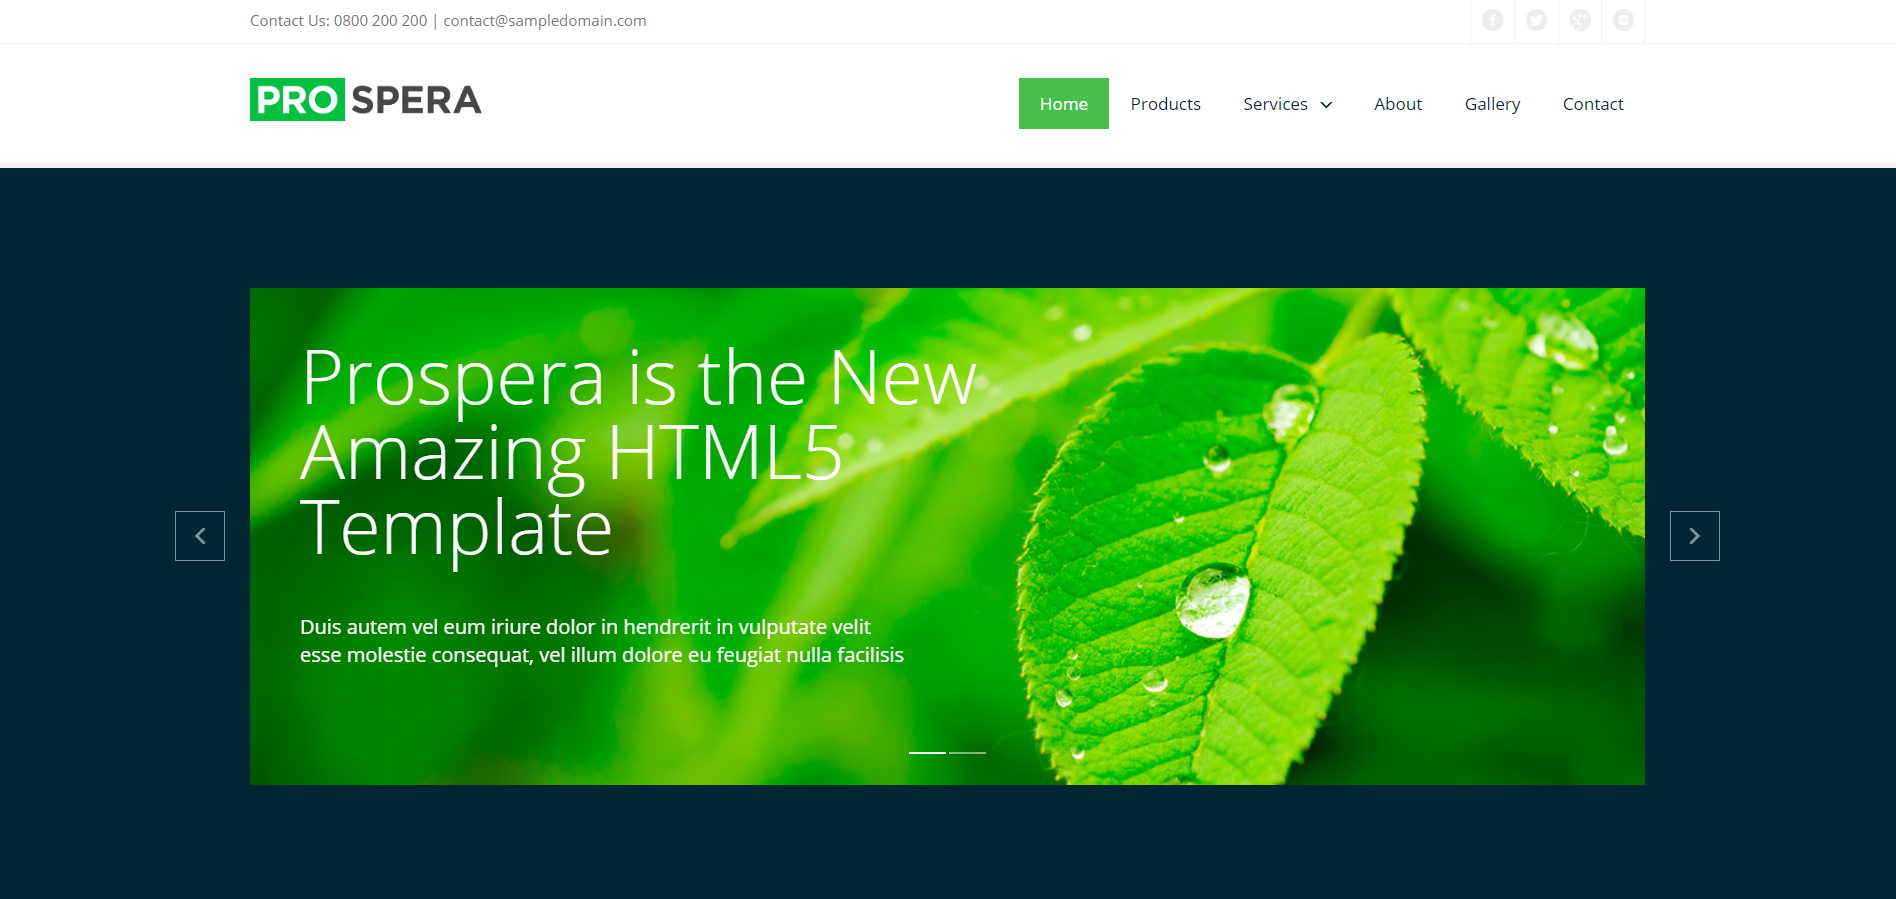 Contact Us: 0800 200 200 | contact@sampledomain.com
PROSPERA
Home Products Services About Gallery Contact
Prospera is the New
Amazing HTML5
Template
Duis autem vel eum iriure dolor in hendrerit in vulputate velit
esse molestie consequat, vel illum dolore eu feugiat nulla facilisis